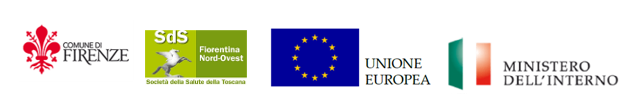 COMUNE DI
FIRENZE
SdS
Fiorentina
Nord-Ovest
Società della Salute della Toscana
UNIONE
EUROPEA
MINISTERO
DELL'INTERNO